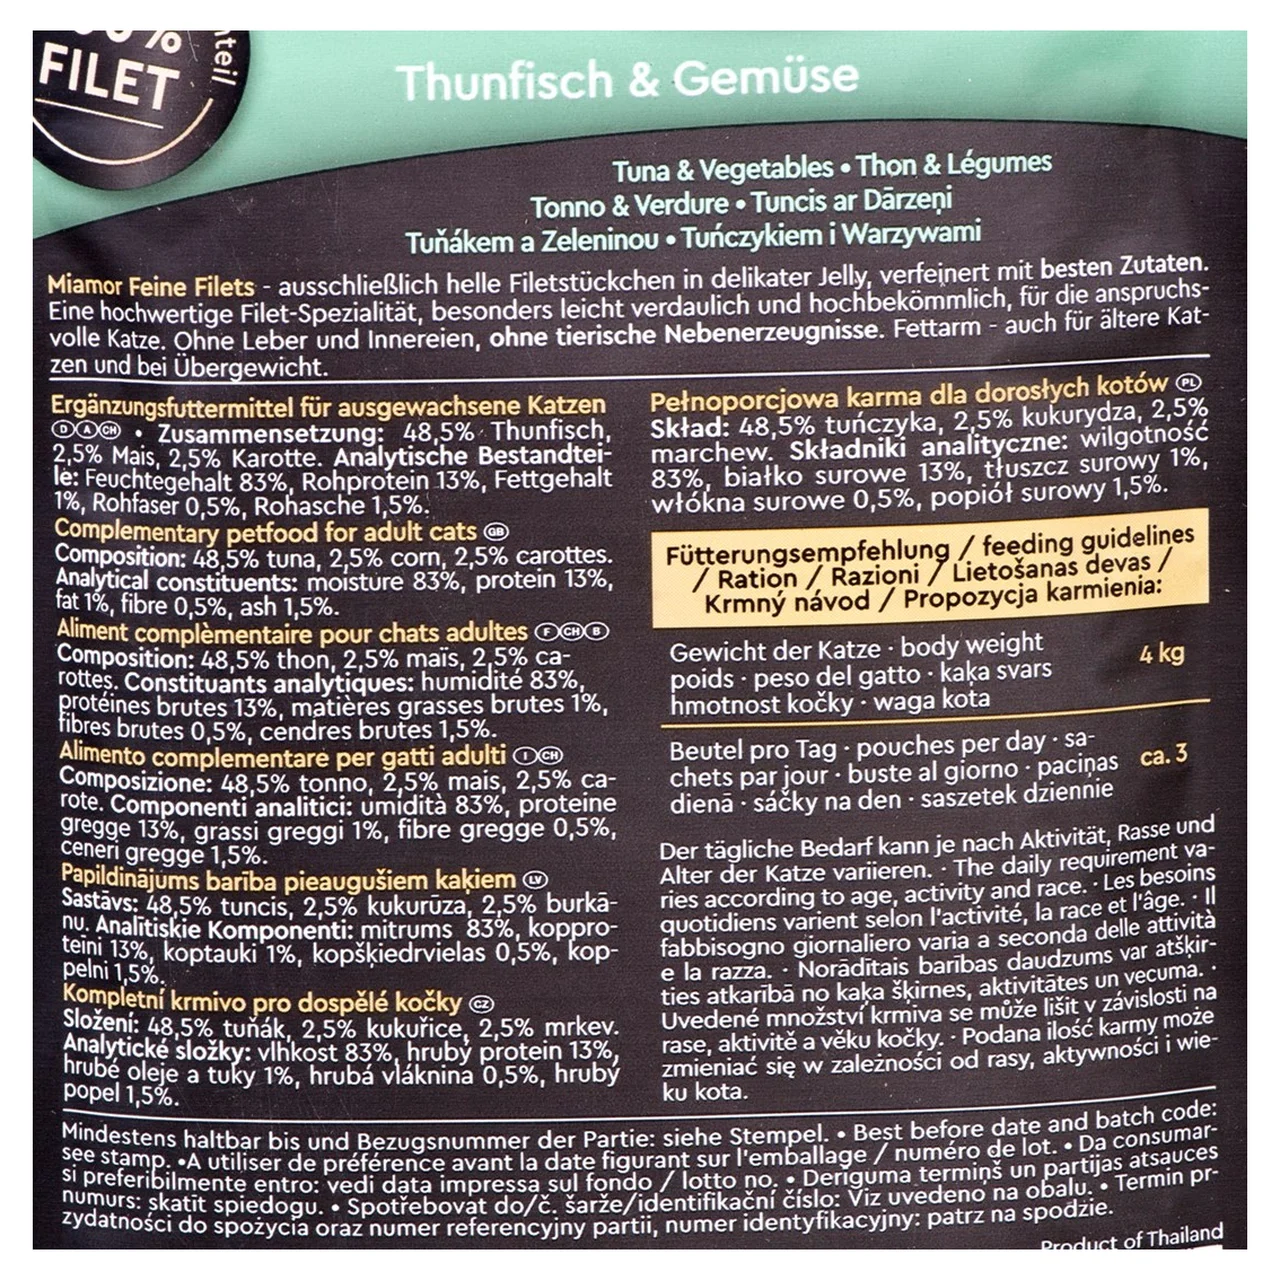 FILET
Thunfisch & Gemüse
Tuna & Vegetables • Thon & Légumes
Tonno & Verdure • Tuncis ar Dārzeņi
Tuňákem a Zeleninou • Tuńczykiem i Warzywami
Miamor Feine Filets - ausschließlich helle Filetstückchen in delikater Jelly, verfeinert mit besten Zutaten.
Eine hochwertige Filet-Spezialität, besonders leicht verdaulich und hochbekömmlich, für die anspruchs-
volle Katze. Ohne Leber und Innereien, ohne tierische Nebenerzeugnisse. Fettarm - auch für ältere Kat-
zen und bei Übergewicht.
Ergänzungsfuttermittel für ausgewachsene Katzen
D A CH • Zusammensetzung: 48,5% Thunfisch,
2,5% Mais, 2,5% Karotte. Analytische Bestandtei-
le: Feuchtegehalt 83%, Rohprotein 13%, Fettgehalt
1%, Rohfaser 0,5%, Rohasche 1,5%.
Complementary petfood for adult cats GB
Composition: 48,5% tuna, 2,5% corn, 2,5% carottes.
Analytical constituents: moisture 83%, protein 13%,
fat 1%, fibre 0,5%, ash 1,5%.
Aliment complèmentaire pour chats adultes F CH B
Composition: 48,5% thon, 2,5% maïs, 2,5% ca-
rottes. Constituants analytiques: humidité 83%,
protéines brutes 13%, matières grasses brutes 1%,
fibres brutes 0,5%, cendres brutes 1,5%.
Alimento complementare per gatti adulti I CH
Composizione: 48,5% tonno, 2,5% mais, 2,5% ca-
rote. Componenti analitici: umidità 83%, proteine
gregge 13%, grassi greggi 1%, fibre gregge 0,5%,
ceneri gregge 1,5%.
Papildinājums barība pieaugušiem kaķiem LV
Sastāvs: 48,5% tuncis, 2,5% kukurūza, 2,5% burkā-
nu. Analītiskie Komponenti: mitrums 83%, koppro-
teīni 13%, koptauki 1%, kopšķiedrvielas 0,5%, kop-
pelni 1,5%.
Kompletní krmivo pro dospělé kočky CZ
Složení: 48,5% tuňák, 2,5% kukuřice, 2,5% mrkev.
Analytické složky: vlhkost 83%, hrubý protein 13%,
hrubé oleje a tuky 1%, hrubá vláknina 0,5%, hrubý
popel 1,5%.
Pełnoporcjowa karma dla dorosłych kotów PL
Skład: 48,5% tuńczyka, 2,5% kukurydza, 2,5%
marchew. Składniki analityczne: wilgotność
83%, białko surowe 13%, tłuszcz surowy 1%,
włókna surowe 0,5%, popiół surowy 1,5%.
Fütterungsempfehlung / feeding guidelines
/ Ration / Razioni / Lietošanas devas /
Krmný návod / Propozycja karmienia:
Gewicht der Katze · body weight
poids · peso del gatto · kaķa svars
hmotnost kočky · waga kota
4 kg
Beutel pro Tag · pouches per day · sa-
chets par jour · buste al giorno · paciņas
dienā · sáčky na den · saszetek dziennie
ca. 3
Der tägliche Bedarf kann je nach Aktivität, Rasse und
Alter der Katze variieren. · The daily requirement va-
ries according to age, activity and race. · Les besoins
quotidiens varient selon l'activité, la race et l'âge. · Il
fabbisogno giornaliero varia a seconda delle attività
e la razza. · Norādītais barības daudzums var atšķir-
ties atkarībā no kaķa šķirnes, aktivitātes un vecuma. ·
Uvedené množství krmiva se může lišit v závislosti na
rase, aktivitě a věku kočky. · Podana ilość karmy może
zmieniać się w zależności od rasy, aktywności i wie-
ku kota.
Mindestens haltbar bis und Bezugsnummer der Partie: siehe Stempel. • Best before date and batch code:
see stamp. •A utiliser de préférence avant la date figurant sur l'emballage / numéro de lot. • Da consumar-
si preferibilmente entro: vedi data impressa sul fondo / lotto no. • Derīguma termiņš un partijas atsauces
numurs: skatīt spiedogu. • Spotřebovat do/č. šarže/identifikační číslo: Viz uvedeno na obalu. • Termin pr-
zydatności do spożycia oraz numer referencyjny partii, numer identyfikacyjny: patrz na spodzie.
Product of Thailand